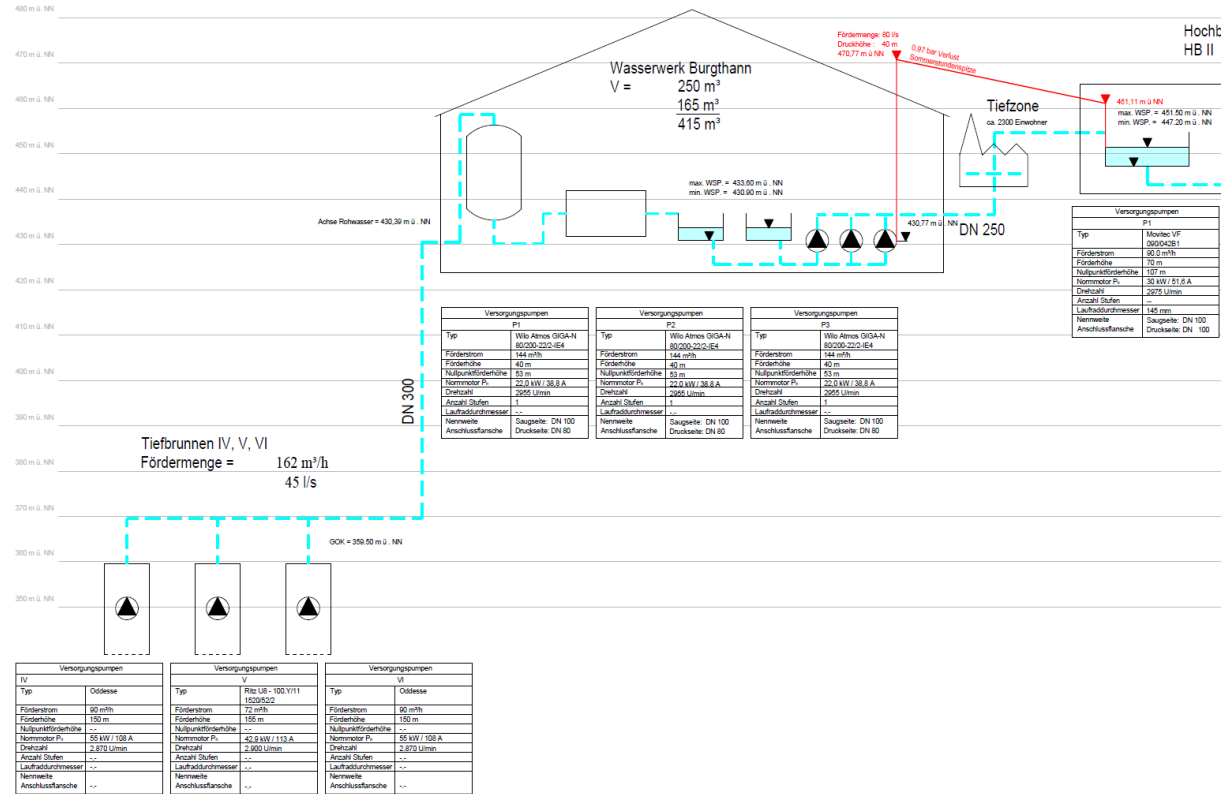 480 m ü. NN
470 m ü. NN
460 m ü. NN
450 m ü. NN
440 m ü. NN
430 m ü. NN
420 m ü. NN
410 m ü. NN
400 m ü. NN
390 m ü. NN
380 m ü. NN
370 m ü. NN
360 m ü. NN
350 m ü. NN
Wasserwerk Burgthann
V = 250 m³
165 m³
415 m³
Fördermenge: 80 l/s
Druckhöhe : 40 m
470,77 m ü NN
0,97 bar Verlust
Sommerstundenspitze
Hochb
HB II
Tiefzone
ca. 2300 Einwohner
461,11 m ü NN
max. WSP. = 451.50 m ü . NN
min. WSP. = 447.20 m ü . NN
max. WSP. = 433.60 m ü . NN
min. WSP. = 430.90 m ü . NN
Achse Rohwasser = 430,39 m ü . NN
430,77 m ü . NN
DN 250
DN 300
Versorgungspumpen
P1
Typ Movitec VF
090/042B1
Förderstrom 90.0 m³/h
Förderhöhe 70 m
Nullpunktförderhöhe 107 m
Normmotor Pₙ 30 kW / 51,6 A
Drehzahl 2975 U/min
Anzahl Stufen --
Laufraddurchmesser 145 mm
Nennweite Saugseite: DN 100
Anschlussflansche Druckseite: DN 100
Versorgungspumpen
P1
Typ Wilo Atmos GIGA-N
80/200-22/2-IE4
Förderstrom 144 m³/h
Förderhöhe 40 m
Nullpunktförderhöhe 53 m
Normmotor Pₙ 22,0 kW / 38,8 A
Drehzahl 2955 U/min
Anzahl Stufen 1
Laufraddurchmesser -.-
Nennweite Saugseite: DN 100
Anschlussflansche Druckseite: DN 80
Versorgungspumpen
P2
Typ Wilo Atmos GIGA-N
80/200-22/2-IE4
Förderstrom 144 m³/h
Förderhöhe 40 m
Nullpunktförderhöhe 53 m
Normmotor Pₙ 22,0 kW / 38,8 A
Drehzahl 2955 U/min
Anzahl Stufen 1
Laufraddurchmesser -.-
Nennweite Saugseite: DN 100
Anschlussflansche Druckseite: DN 80
Versorgungspumpen
P3
Typ Wilo Atmos GIGA-N
80/200-22/2-IE4
Förderstrom 144 m³/h
Förderhöhe 40 m
Nullpunktförderhöhe 53 m
Normmotor Pₙ 22,0 kW / 38,8 A
Drehzahl 2955 U/min
Anzahl Stufen 1
Laufraddurchmesser -.-
Nennweite Saugseite: DN 100
Anschlussflansche Druckseite: DN 80
Tiefbrunnen IV, V, VI
Fördermenge = 162 m³/h
45 l/s
GOK = 359.50 m ü . NN
Versorgungspumpen
IV
Typ Oddesse
Förderstrom 90 m³/h
Förderhöhe 150 m
Nullpunktförderhöhe -.-
Normmotor Pₙ 55 kW / 108 A
Drehzahl 2.870 U/min
Anzahl Stufen -.-
Laufraddurchmesser -.-
Nennweite
Anschlussflansche -.-
Versorgungspumpen
V
Typ Ritz U8 - 100.Y/11
1520/52/2
Förderstrom 72 m³/h
Förderhöhe 155 m
Nullpunktförderhöhe -.-
Normmotor Pₙ 42,9 kW / 113 A
Drehzahl 2.900 U/min
Anzahl Stufen -.-
Laufraddurchmesser -.-
Nennweite
Anschlussflansche -.-
Versorgungspumpen
VI
Typ Oddesse
Förderstrom 90 m³/h
Förderhöhe 150 m
Nullpunktförderhöhe -.-
Normmotor Pₙ 55 kW / 108 A
Drehzahl 2.870 U/min
Anzahl Stufen -.-
Laufraddurchmesser -.-
Nennweite
Anschlussflansche -.-